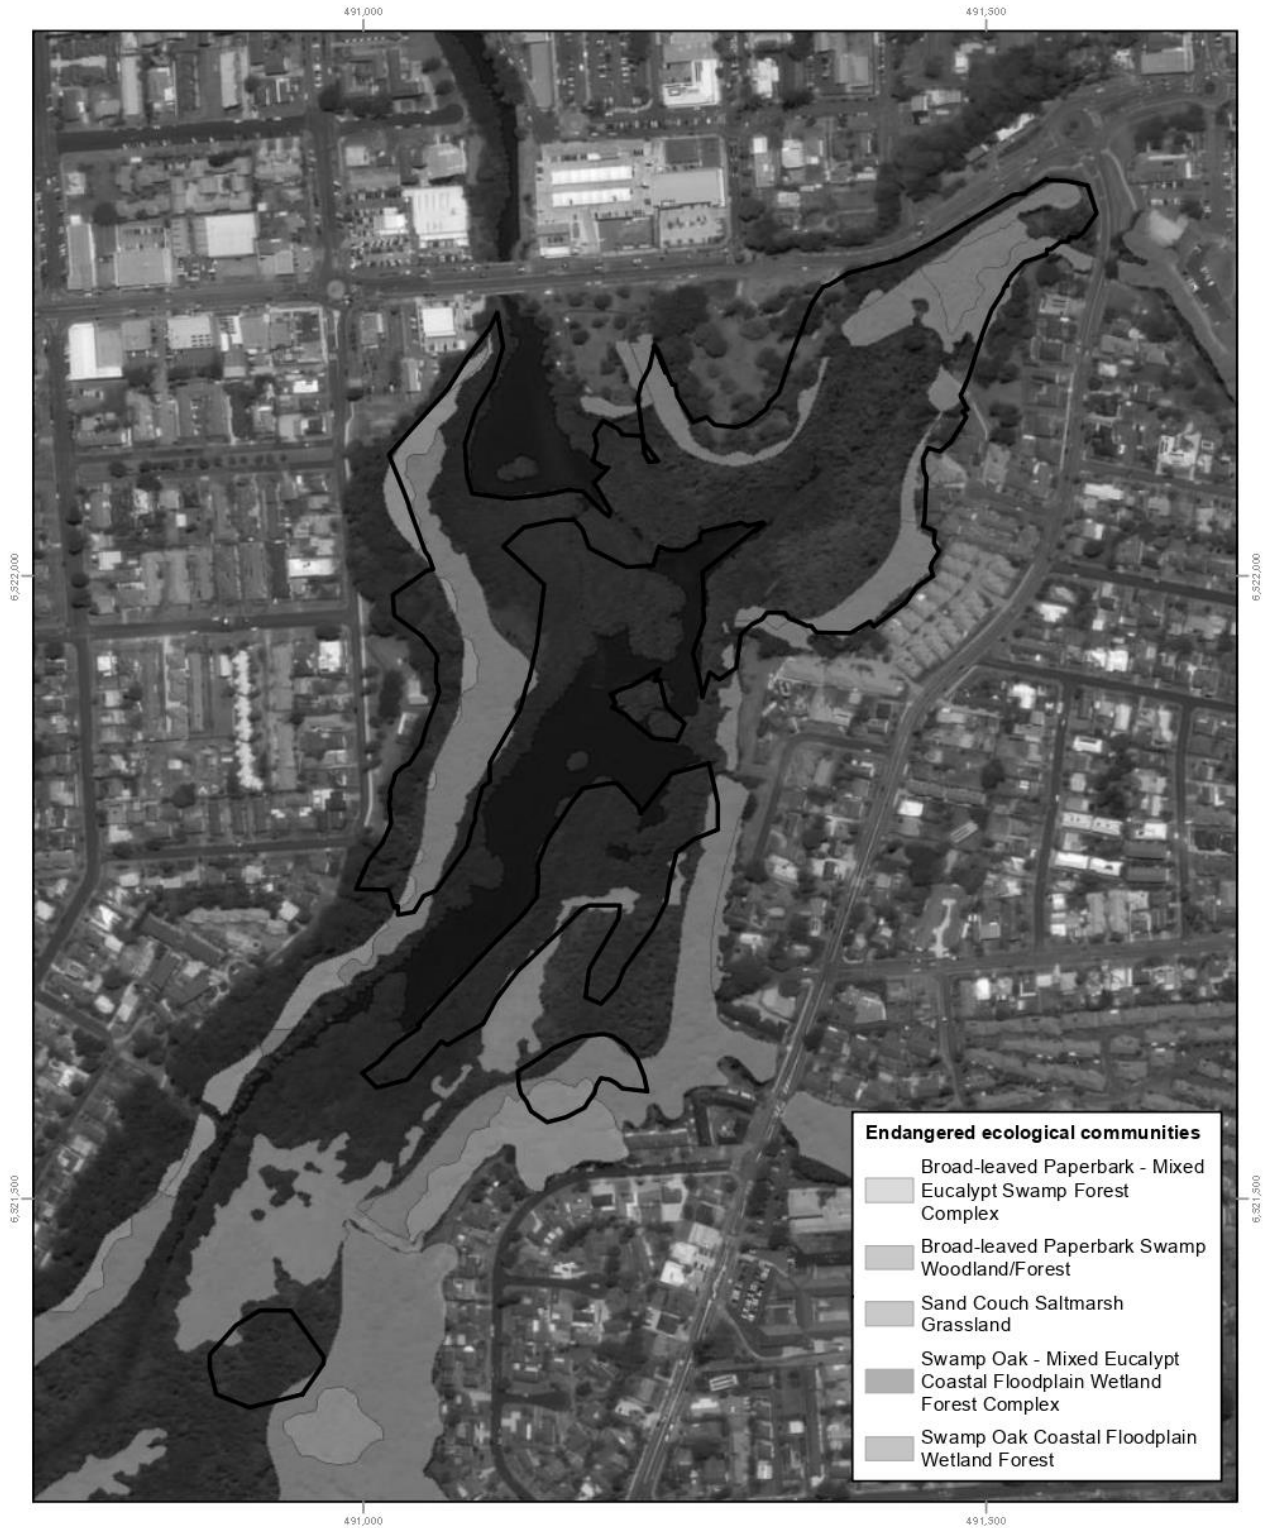 491,000
491,500
6,522,000
6,522,000
6,521,500
6,521,500
Endangered ecological communities
Broad-leaved Paperbark - Mixed
Eucalypt Swamp Forest
Complex
Broad-leaved Paperbark Swamp
Woodland/Forest
Sand Couch Saltmarsh
Grassland
Swamp Oak - Mixed Eucalypt
Coastal Floodplain Wetland
Forest Complex
Swamp Oak Coastal Floodplain
Wetland Forest
491,000
491,500